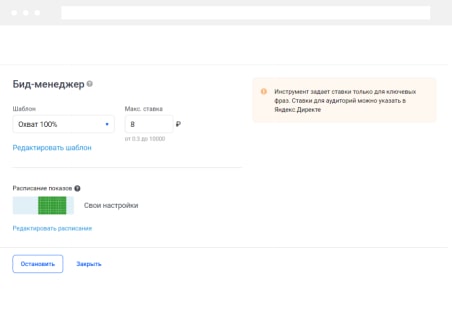 Бид-менеджер
Инструмент задает ставки только для ключевых
фраз. Ставки для аудиторий можно указать в
Яндекс.Директе
Шаблон
Макс. ставка
Охват 100%
8
₽
от 0.3 до 10000
Редактировать шаблон
Расписание показов
Свои настройки
Редактировать расписание
Остановить
Закрыть